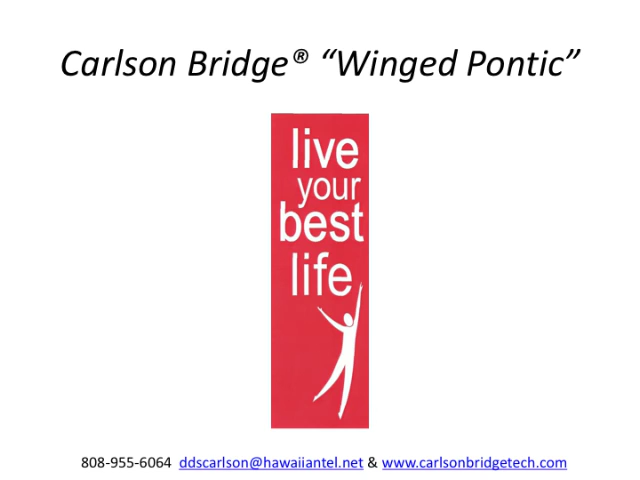 Carlson Bridge® “Winged Pontic”
live
your
best
life
808-955-6064 ddscarlson@hawaiiantel.net & www.carlsonbridgetech.com